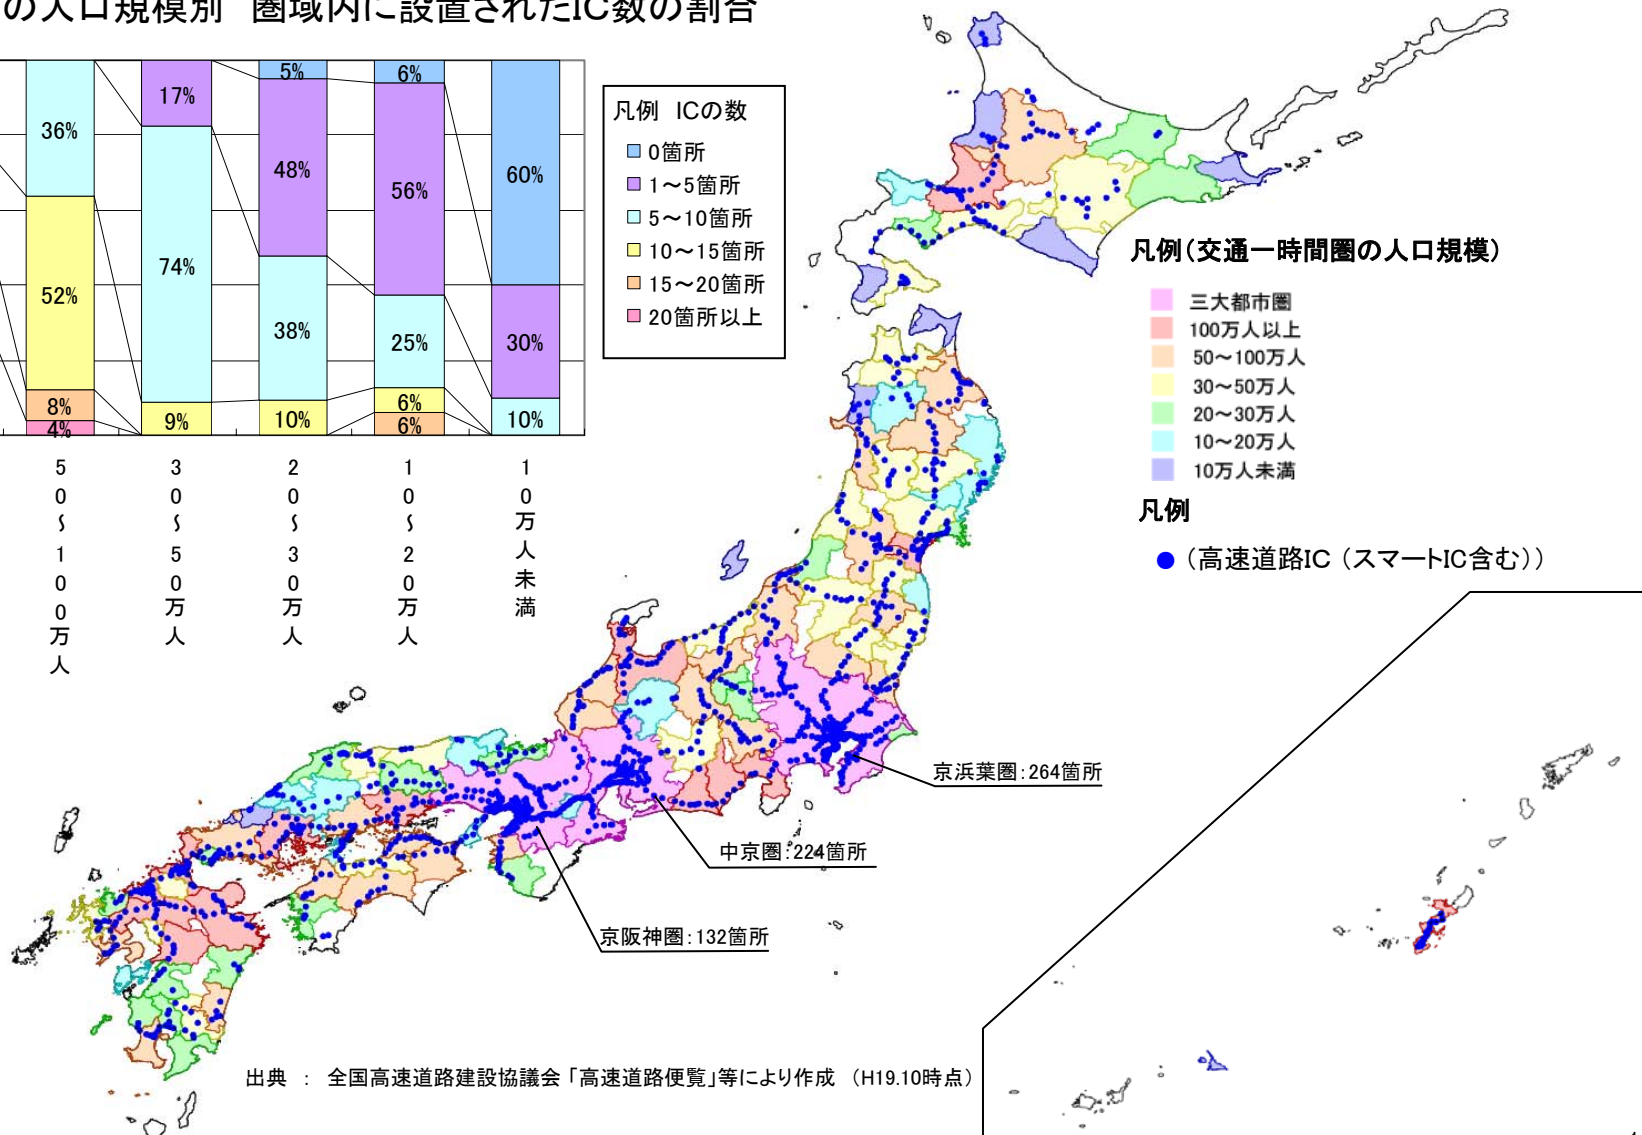 の人口規模別 圏域内に設置されたIC数の割合
36%
52%
8%
4%
17%
74%
9%
5%
48%
38%
10%
6%
56%
25%
6%
6%
60%
30%
10%
50～100万人
30～50万人
20～30万人
10～20万人
10万人未満
凡例 ICの数
0箇所
1～5箇所
5～10箇所
10～15箇所
15～20箇所
20箇所以上
凡例(交通一時間圏の人口規模)
三大都市圏
100万人以上
50～100万人
30～50万人
20～30万人
10～20万人
10万人未満
凡例
(高速道路IC (スマートIC含む))
京浜葉圏:264箇所
中京圏:224箇所
京阪神圏:132箇所
出典 : 全国高速道路建設協議会 「高速道路便覧」等により作成 (H19.10時点)